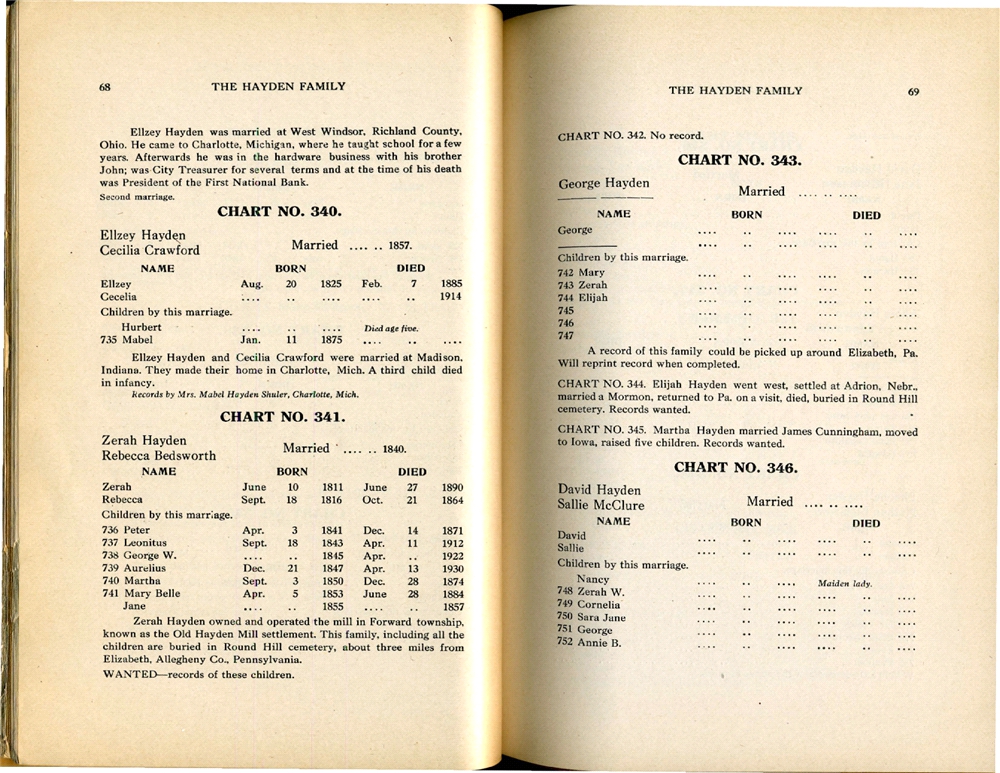 68
THE HAYDEN FAMILY
Ellzey Hayden was married at West Windsor, Richland County,
Ohio. He came to Charlotte, Michigan, where he taught school for a few
years. Afterwards he was in the hardware business with his brother
John; was City Treasurer for several terms and at the time of his death
was President of the First National Bank.
Second marriage.
CHART NO. 340.
Ellzey Hayden
Cecilia Crawford
Married .... .. 1857.
NAME BORN DIED
Ellzey Aug. 20 1825 Feb. 7 1885
Cecelia .... .. .... .... .. 1914
Children by this marriage.
Hurbert .... .. .... Died age five.
735 Mabel Jan. 11 1875 .... .. ....
Ellzey Hayden and Cecilia Crawford were married at Madison,
Indiana. They made their home in Charlotte, Mich. A third child died
in infancy.
Records by Mrs. Mabel Hayden Shuler, Charlotte, Mich.
CHART NO. 341.
Zerah Hayden
Rebecca Bedsworth
Married .... .. 1840.
NAME BORN DIED
Zerah June 10 1811 June 27 1890
Rebecca Sept. 18 1816 Oct. 21 1864
Children by this marriage.
736 Peter Apr. 3 1841 Dec. 14 1871
737 Leonitus Sept. 18 1843 Apr. 11 1912
738 George W. .... .. 1845 Apr. .. 1922
739 Aurelius Dec. 21 1847 Apr. 13 1930
740 Martha Sept. 3 1850 Dec. 28 1874
741 Mary Belle Apr. 5 1853 June 28 1884
Jane .... .. 1855 .... .. 1857
Zerah Hayden owned and operated the mill in Forward township,
known as the Old Hayden Mill settlement. This family, including all the
children are buried in Round Hill cemetery, about three miles from
Elizabeth, Allegheny Co., Pennsylvania.
WANTED—records of these children.
THE HAYDEN FAMILY
69
CHART NO. 342. No record.
CHART NO. 343.
George Hayden
Married .... .. ....
NAME BORN DIED
George .... .. .... .... .. ....
.... .. .... .... .. ....
Children by this marriage.
742 Mary .... .. .... .... .. ....
743 Zerah .... .. .... .... .. ....
744 Elijah .... .. .... .... .. ....
745 .... .. .... .... .. ....
746 .... . .... .... .. ....
747 .... .. .... .... .. ....
A record of this family could be picked up around Elizabeth, Pa.
Will reprint record when completed.
CHART NO. 344. Elijah Hayden went west, settled at Adrion, Nebr.,
married a Mormon, returned to Pa. on a visit, died, buried in Round Hill
cemetery. Records wanted.
CHART NO. 345. Martha Hayden married James Cunningham, moved
to Iowa, raised five children. Records wanted.
CHART NO. 346.
David Hayden
Sallie McClure
Married .... .. ....
NAME BORN DIED
David .... .. .... .... .. ....
Sallie .... .. .... .... .. ....
Children by this marriage.
Nancy .... .. .... Maiden lady.
748 Zerah W. .... .. .... .... .. ....
749 Cornelia .... .. .... .... .. ....
750 Sara Jane .... .. .... .... .. ....
751 George .... .. .... .... .. ....
752 Annie B. .... .. .... .... .. ....